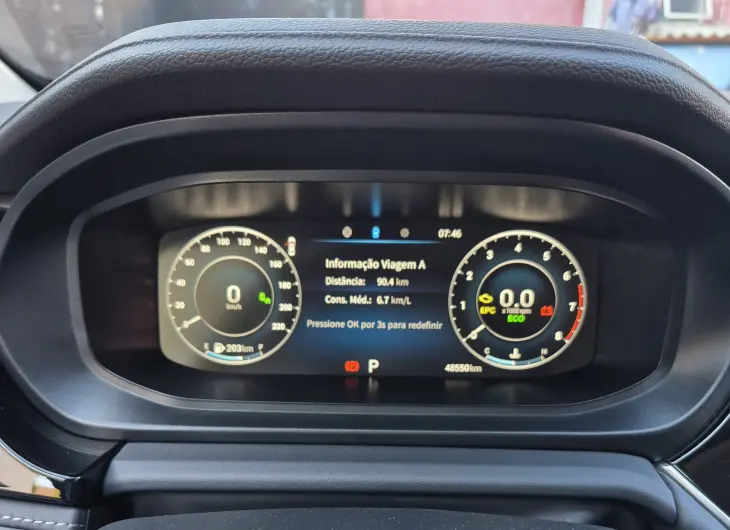 07:46
Informação Viagem A
Distância: 90.4 km
Cons. Méd.: 6.7 km/L
Pressione OK por 3s para redefinir
20 40 60 80 100 120 140 160 180 200 220
0
km/h
E 203km F
0 1 2 3 4 5 6 7 8
0.0
x1000rpm
EPC
ECO
C H
P
48550km